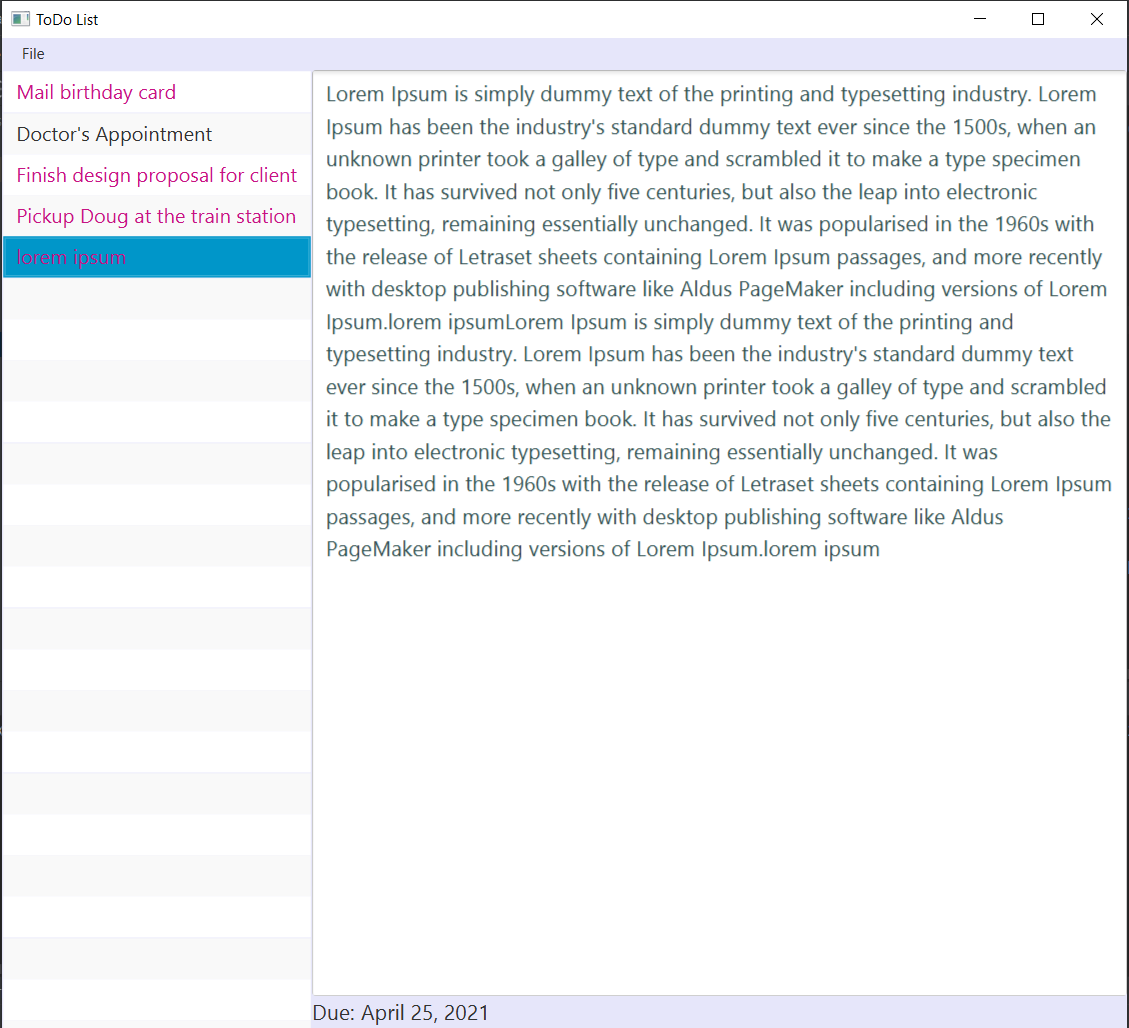 ToDo List
File
Mail birthday card
Doctor's Appointment
Finish design proposal for client
Pickup Doug at the train station
lorem ipsum
Lorem Ipsum is simply dummy text of the printing and typesetting industry. Lorem
Ipsum has been the industry's standard dummy text ever since the 1500s, when an
unknown printer took a galley of type and scrambled it to make a type specimen
book. It has survived not only five centuries, but also the leap into electronic
typesetting, remaining essentially unchanged. It was popularised in the 1960s with
the release of Letraset sheets containing Lorem Ipsum passages, and more recently
with desktop publishing software like Aldus PageMaker including versions of Lorem
Ipsum.lorem ipsumLorem Ipsum is simply dummy text of the printing and
typesetting industry. Lorem Ipsum has been the industry's standard dummy text
ever since the 1500s, when an unknown printer took a galley of type and scrambled
it to make a type specimen book. It has survived not only five centuries, but also the
leap into electronic typesetting, remaining essentially unchanged. It was
popularised in the 1960s with the release of Letraset sheets containing Lorem Ipsum
passages, and more recently with desktop publishing software like Aldus
PageMaker including versions of Lorem Ipsum.lorem ipsum
Due: April 25, 2021